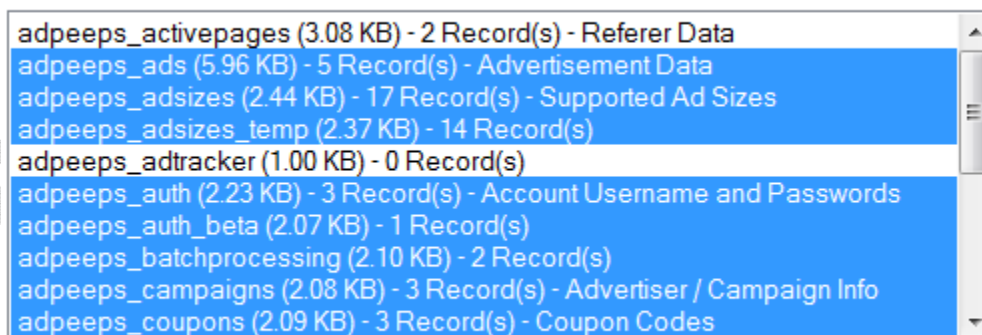 adpeeps_activepages (3.08 KB) - 2 Record(s) - Referer Data
adpeeps_ads (5.96 KB) - 5 Record(s) - Advertisement Data
adpeeps_adsizes (2.44 KB) - 17 Record(s) - Supported Ad Sizes
adpeeps_adsizes_temp (2.37 KB) - 14 Record(s)
adpeeps_adtracker (1.00 KB) - 0 Record(s)
adpeeps_auth (2.23 KB) - 3 Record(s) - Account Username and Passwords
adpeeps_auth_beta (2.07 KB) - 1 Record(s)
adpeeps_batchprocessing (2.10 KB) - 2 Record(s)
adpeeps_campaigns (2.08 KB) - 3 Record(s) - Advertiser / Campaign Info
adpeeps_coupons (2.09 KB) - 3 Record(s) - Coupon Codes